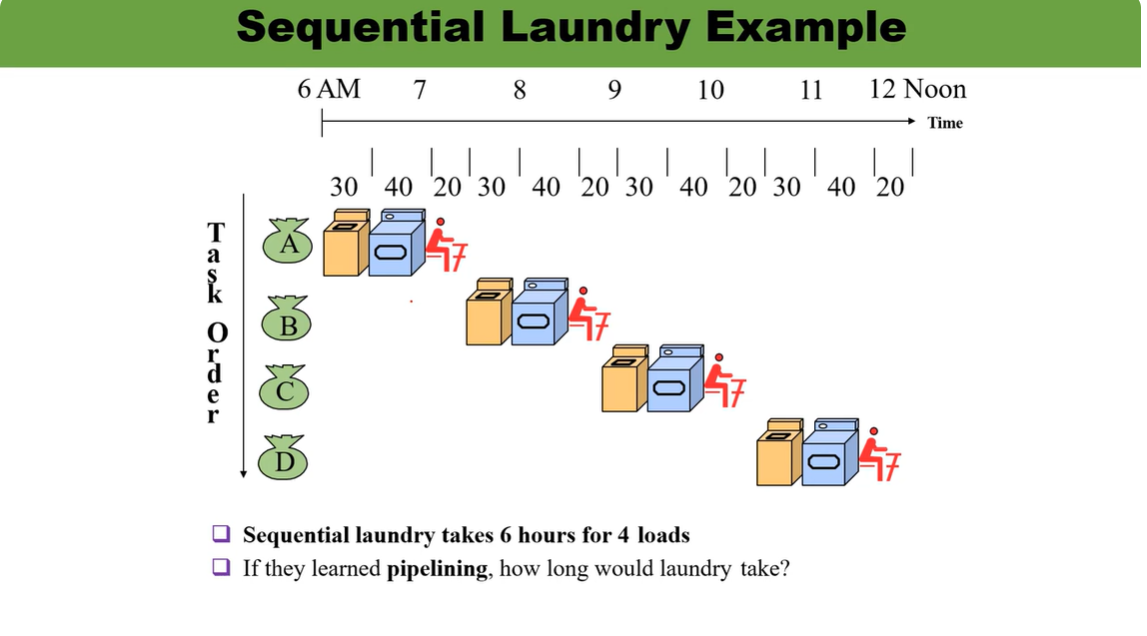 Sequential Laundry Example
6 AM 7 8 9 10 11 12 Noon
Time
30 40 20 30 40 20 30 40 20 30 40 20
Task Order
A
B
C
D
Sequential laundry takes 6 hours for 4 loads
If they learned pipelining, how long would laundry take?